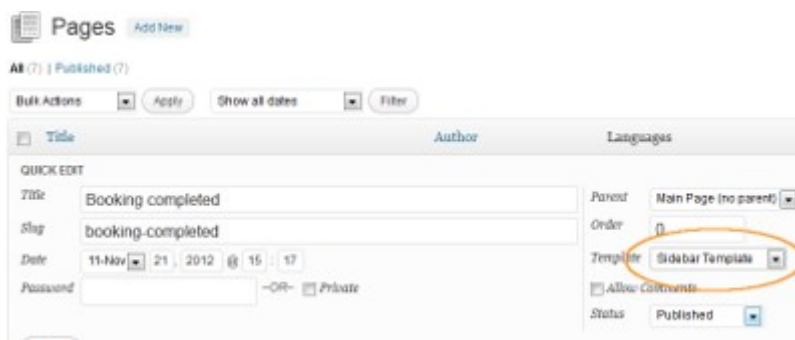 Pages Add New
All (7) | Published (7)
Bulk Actions Apply Show all dates Filter
Title Author Languages
QUICK EDIT
Title Booking completed Parent Main Page (no parent)
Slug booking-completed Order 0
Date 11-Nov 21, 2012 @ 15 : 17 Template Sidebar Template
Password –OR– Private Allow Comments
Status Published